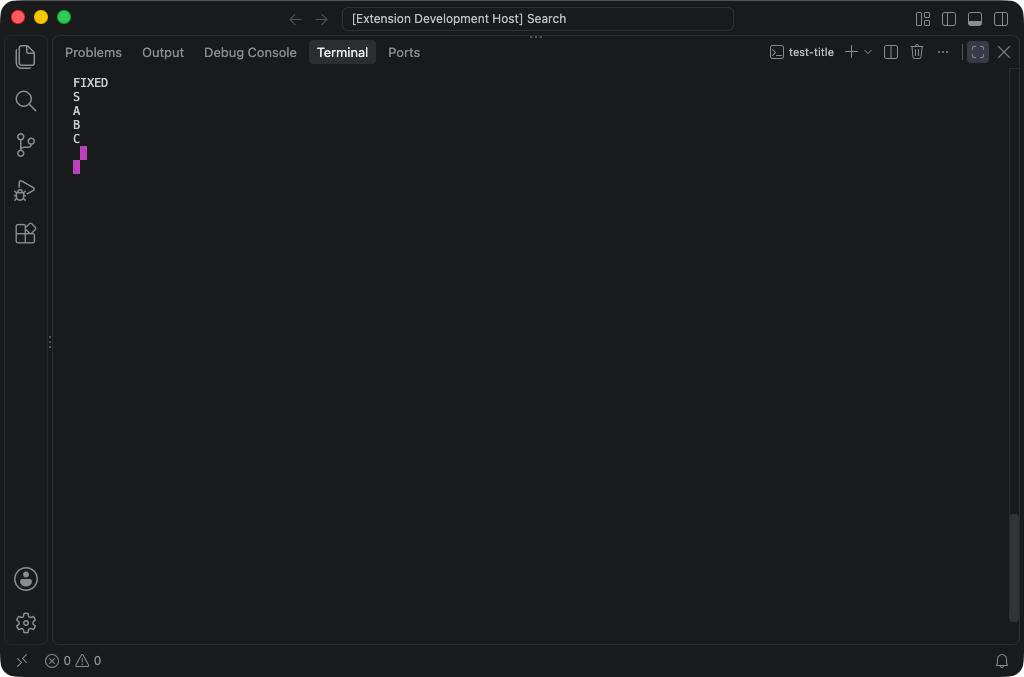 [Extension Development Host] Search
Problems Output Debug Console Terminal Ports test-title
FIXED
S
A
B
C
0 0